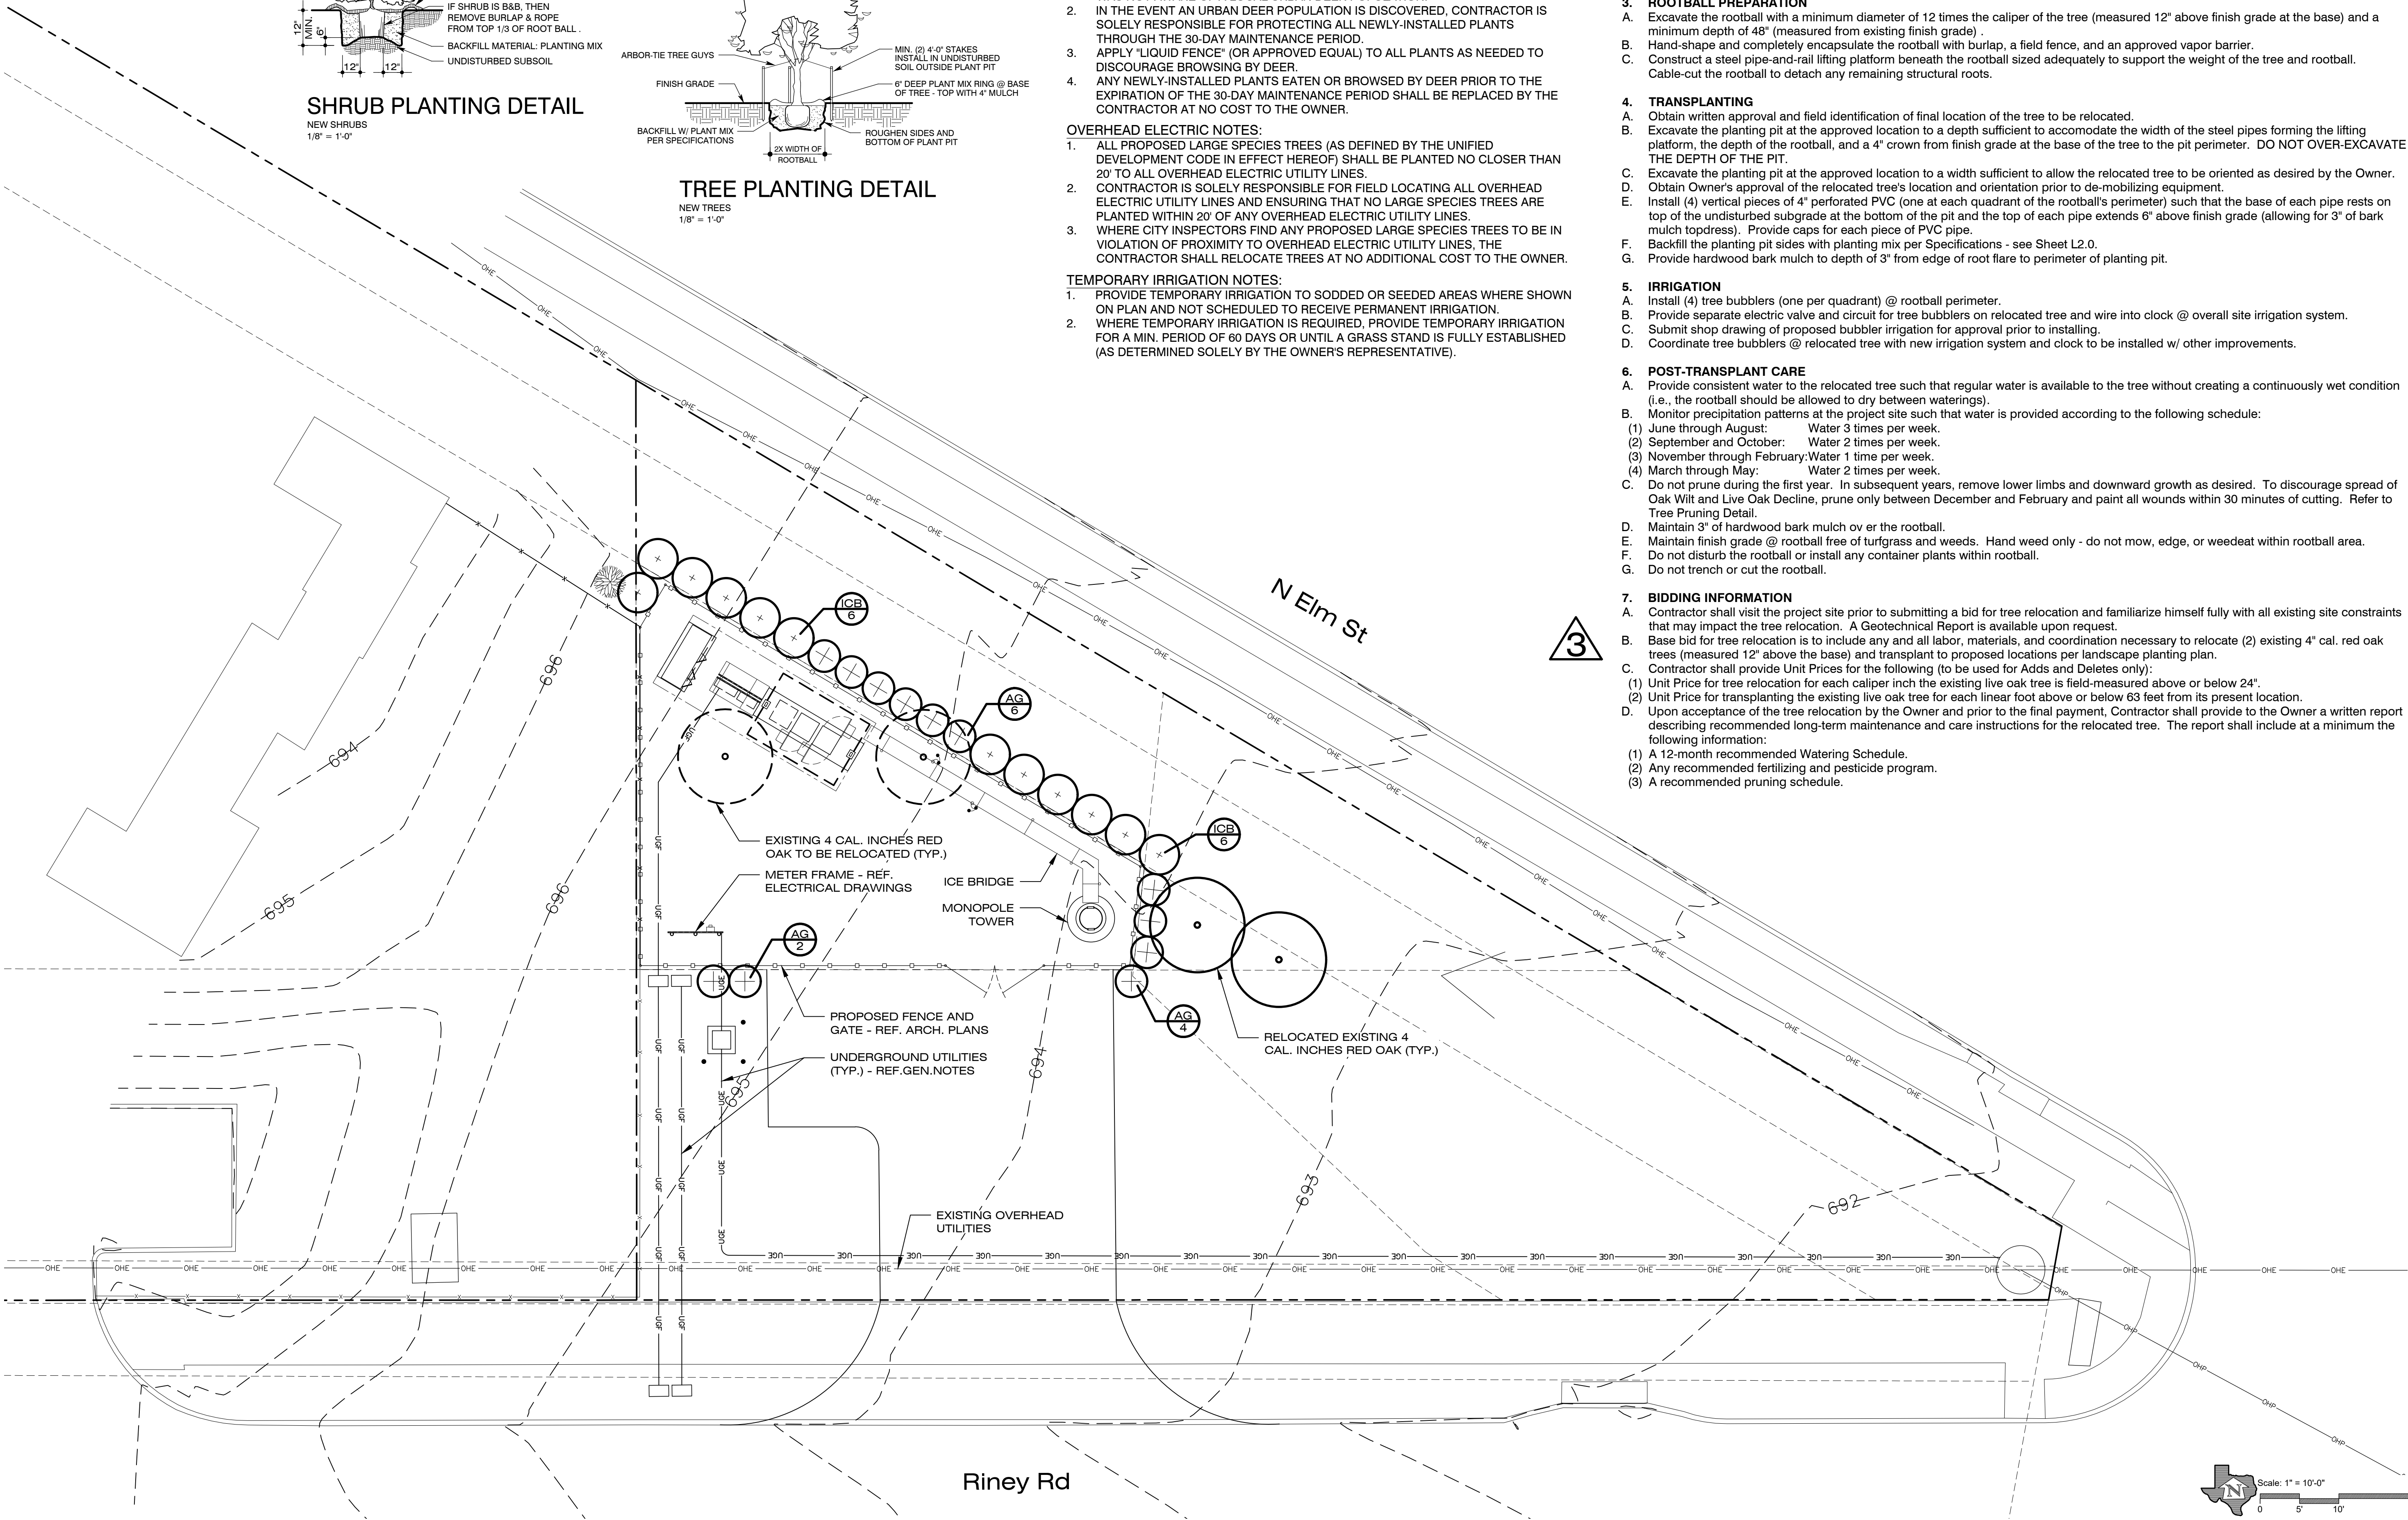 IF SHRUB IS B&B, THEN
REMOVE BURLAP & ROPE
FROM TOP 1/3 OF ROOT BALL .
BACKFILL MATERIAL: PLANTING MIX
UNDISTURBED SUBSOIL
12"
MIN.
6"
12"
12"
SHRUB PLANTING DETAIL
NEW SHRUBS
1/8" = 1'-0"
ARBOR-TIE TREE GUYS
FINISH GRADE
BACKFILL W/ PLANT MIX
PER SPECIFICATIONS
MIN. (2) 4'-0" STAKES
INSTALL IN UNDISTURBED
SOIL OUTSIDE PLANT PIT
6" DEEP PLANT MIX RING @ BASE
OF TREE - TOP WITH 4" MULCH
ROUGHEN SIDES AND
BOTTOM OF PLANT PIT
2X WIDTH OF
ROOTBALL
TREE PLANTING DETAIL
NEW TREES
1/8" = 1'-0"
2. IN THE EVENT AN URBAN DEER POPULATION IS DISCOVERED, CONTRACTOR IS
SOLELY RESPONSIBLE FOR PROTECTING ALL NEWLY-INSTALLED PLANTS
THROUGH THE 30-DAY MAINTENANCE PERIOD.
3. APPLY "LIQUID FENCE" (OR APPROVED EQUAL) TO ALL PLANTS AS NEEDED TO
DISCOURAGE BROWSING BY DEER.
4. ANY NEWLY-INSTALLED PLANTS EATEN OR BROWSED BY DEER PRIOR TO THE
EXPIRATION OF THE 30-DAY MAINTENANCE PERIOD SHALL BE REPLACED BY THE
CONTRACTOR AT NO COST TO THE OWNER.
OVERHEAD ELECTRIC NOTES:
1. ALL PROPOSED LARGE SPECIES TREES (AS DEFINED BY THE UNIFIED
DEVELOPMENT CODE IN EFFECT HEREOF) SHALL BE PLANTED NO CLOSER THAN
20' TO ALL OVERHEAD ELECTRIC UTILITY LINES.
2. CONTRACTOR IS SOLELY RESPONSIBLE FOR FIELD LOCATING ALL OVERHEAD
ELECTRIC UTILITY LINES AND ENSURING THAT NO LARGE SPECIES TREES ARE
PLANTED WITHIN 20' OF ANY OVERHEAD ELECTRIC UTILITY LINES.
3. WHERE CITY INSPECTORS FIND ANY PROPOSED LARGE SPECIES TREES TO BE IN
VIOLATION OF PROXIMITY TO OVERHEAD ELECTRIC UTILITY LINES, THE
CONTRACTOR SHALL RELOCATE TREES AT NO ADDITIONAL COST TO THE OWNER.
TEMPORARY IRRIGATION NOTES:
1. PROVIDE TEMPORARY IRRIGATION TO SODDED OR SEEDED AREAS WHERE SHOWN
ON PLAN AND NOT SCHEDULED TO RECEIVE PERMANENT IRRIGATION.
2. WHERE TEMPORARY IRRIGATION IS REQUIRED, PROVIDE TEMPORARY IRRIGATION
FOR A MIN. PERIOD OF 60 DAYS OR UNTIL A GRASS STAND IS FULLY ESTABLISHED
(AS DETERMINED SOLELY BY THE OWNER'S REPRESENTATIVE).
3. ROOTBALL PREPARATION
A. Excavate the rootball with a minimum diameter of 12 times the caliper of the tree (measured 12" above finish grade at the base) and a
minimum depth of 48" (measured from existing finish grade) .
B. Hand-shape and completely encapsulate the rootball with burlap, a field fence, and an approved vapor barrier.
C. Construct a steel pipe-and-rail lifting platform beneath the rootball sized adequately to support the weight of the tree and rootball.
Cable-cut the rootball to detach any remaining structural roots.
4. TRANSPLANTING
A. Obtain written approval and field identification of final location of the tree to be relocated.
B. Excavate the planting pit at the approved location to a depth sufficient to accomodate the width of the steel pipes forming the lifting
platform, the depth of the rootball, and a 4" crown from finish grade at the base of the tree to the pit perimeter. DO NOT OVER-EXCAVATE
THE DEPTH OF THE PIT.
C. Excavate the planting pit at the approved location to a width sufficient to allow the relocated tree to be oriented as desired by the Owner.
D. Obtain Owner's approval of the relocated tree's location and orientation prior to de-mobilizing equipment.
E. Install (4) vertical pieces of 4" perforated PVC (one at each quadrant of the rootball's perimeter) such that the base of each pipe rests on
top of the undisturbed subgrade at the bottom of the pit and the top of each pipe extends 6" above finish grade (allowing for 3" of bark
mulch topdress). Provide caps for each piece of PVC pipe.
F. Backfill the planting pit sides with planting mix per Specifications - see Sheet L2.0.
G. Provide hardwood bark mulch to depth of 3" from edge of root flare to perimeter of planting pit.
5. IRRIGATION
A. Install (4) tree bubblers (one per quadrant) @ rootball perimeter.
B. Provide separate electric valve and circuit for tree bubblers on relocated tree and wire into clock @ overall site irrigation system.
C. Submit shop drawing of proposed bubbler irrigation for approval prior to installing.
D. Coordinate tree bubblers @ relocated tree with new irrigation system and clock to be installed w/ other improvements.
6. POST-TRANSPLANT CARE
A. Provide consistent water to the relocated tree such that regular water is available to the tree without creating a continuously wet condition
(i.e., the rootball should be allowed to dry between waterings).
B. Monitor precipitation patterns at the project site such that water is provided according to the following schedule:
(1) June through August: Water 3 times per week.
(2) September and October: Water 2 times per week.
(3) November through February: Water 1 time per week.
(4) March through May: Water 2 times per week.
C. Do not prune during the first year. In subsequent years, remove lower limbs and downward growth as desired. To discourage spread of
Oak Wilt and Live Oak Decline, prune only between December and February and paint all wounds within 30 minutes of cutting. Refer to
Tree Pruning Detail.
D. Maintain 3" of hardwood bark mulch ov er the rootball.
E. Maintain finish grade @ rootball free of turfgrass and weeds. Hand weed only - do not mow, edge, or weedeat within rootball area.
F. Do not disturb the rootball or install any container plants within rootball.
G. Do not trench or cut the rootball.
7. BIDDING INFORMATION
A. Contractor shall visit the project site prior to submitting a bid for tree relocation and familiarize himself fully with all existing site constraints
that may impact the tree relocation. A Geotechnical Report is available upon request.
B. Base bid for tree relocation is to include any and all labor, materials, and coordination necessary to relocate (2) existing 4" cal. red oak
trees (measured 12" above the base) and transplant to proposed locations per landscape planting plan.
C. Contractor shall provide Unit Prices for the following (to be used for Adds and Deletes only):
(1) Unit Price for tree relocation for each caliper inch the existing live oak tree is field-measured above or below 24".
(2) Unit Price for transplanting the existing live oak tree for each linear foot above or below 63 feet from its present location.
D. Upon acceptance of the tree relocation by the Owner and prior to the final payment, Contractor shall provide to the Owner a written report
describing recommended long-term maintenance and care instructions for the relocated tree. The report shall include at a minimum the
following information:
(1) A 12-month recommended Watering Schedule.
(2) Any recommended fertilizing and pesticide program.
(3) A recommended pruning schedule.
3
N Elm St
ICB
6
AG
6
ICB
6
AG
2
AG
4
EXISTING 4 CAL. INCHES RED
OAK TO BE RELOCATED (TYP.)
METER FRAME - REF.
ELECTRICAL DRAWINGS
ICE BRIDGE
MONOPOLE
TOWER
PROPOSED FENCE AND
GATE - REF. ARCH. PLANS
UNDERGROUND UTILITIES
(TYP.) - REF.GEN.NOTES
RELOCATED EXISTING 4
CAL. INCHES RED OAK (TYP.)
EXISTING OVERHEAD
UTILITIES
696
694
695
696
695
694
693
692
OHE
UGE
UGF
OHP
Riney Rd
N
Scale: 1" = 10'-0"
0 5' 10'